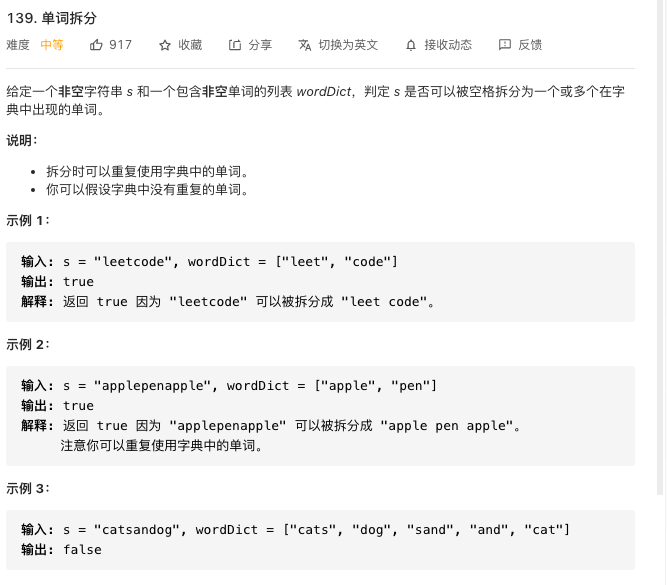 139. 单词拆分
难度 中等 917 收藏 分享 切换为英文 接收动态 反馈
给定一个非空字符串 s 和一个包含非空单词的列表 wordDict，判定 s 是否可以被空格拆分为一个或多个在字
典中出现的单词。
说明：
• 拆分时可以重复使用字典中的单词。
• 你可以假设字典中没有重复的单词。
示例 1：
输入: s = "leetcode", wordDict = ["leet", "code"]
输出: true
解释: 返回 true 因为 "leetcode" 可以被拆分成 "leet code"。
示例 2：
输入: s = "applepenapple", wordDict = ["apple", "pen"]
输出: true
解释: 返回 true 因为 "applepenapple" 可以被拆分成 "apple pen apple"。
注意你可以重复使用字典中的单词。
示例 3：
输入: s = "catsandog", wordDict = ["cats", "dog", "sand", "and", "cat"]
输出: false